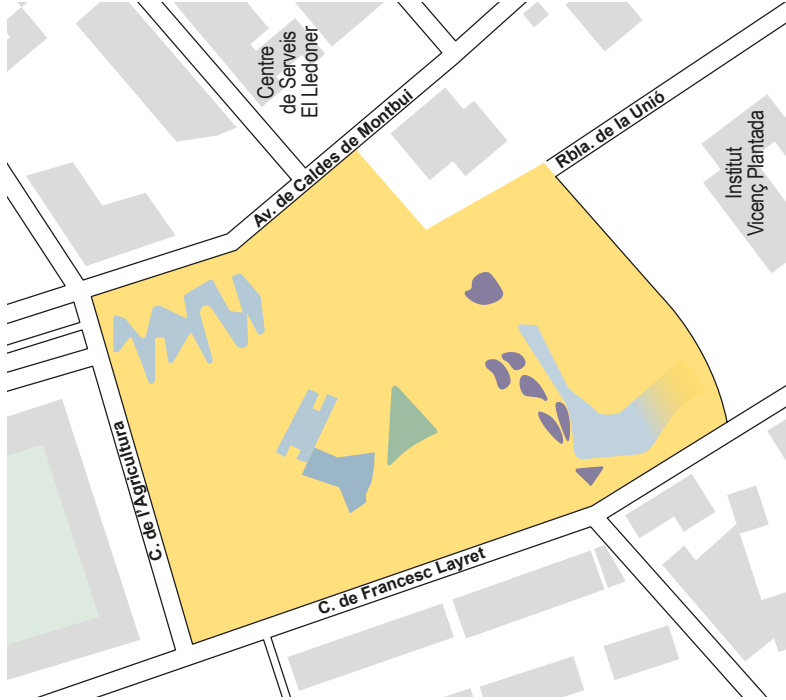 Centre
de Serveis
El Lledoner
Av. de Caldes de Montbui
Rbla. de la Unió
Institut
Vicenç Plantada
C. de l'Agricultura
C. de Francesc Layret